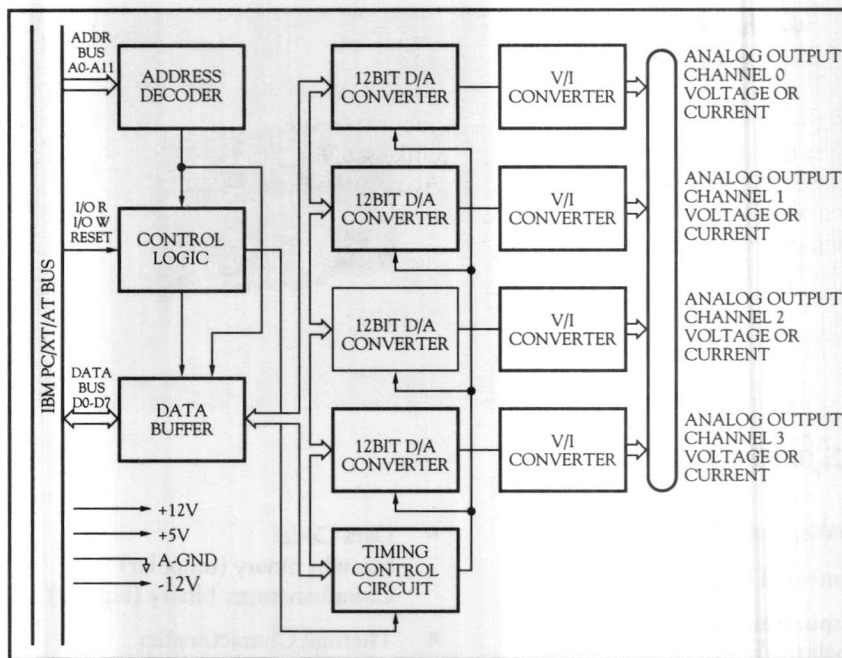 ADDR
BUS
A0-A11
ADDRESS
DECODER
12BIT D/A
CONVERTER
V/I
CONVERTER
ANALOG OUTPUT
CHANNEL 0
VOLTAGE OR
CURRENT
I/O R
I/O W
RESET
CONTROL
LOGIC
12BIT D/A
CONVERTER
V/I
CONVERTER
ANALOG OUTPUT
CHANNEL 1
VOLTAGE OR
CURRENT
IBM PC/XT/AT BUS
12BIT D/A
CONVERTER
V/I
CONVERTER
ANALOG OUTPUT
CHANNEL 2
VOLTAGE OR
CURRENT
DATA
BUS
D0-D7
DATA
BUFFER
12BIT D/A
CONVERTER
V/I
CONVERTER
ANALOG OUTPUT
CHANNEL 3
VOLTAGE OR
CURRENT
+12V
+5V
A-GND
-12V
TIMING
CONTROL
CIRCUIT